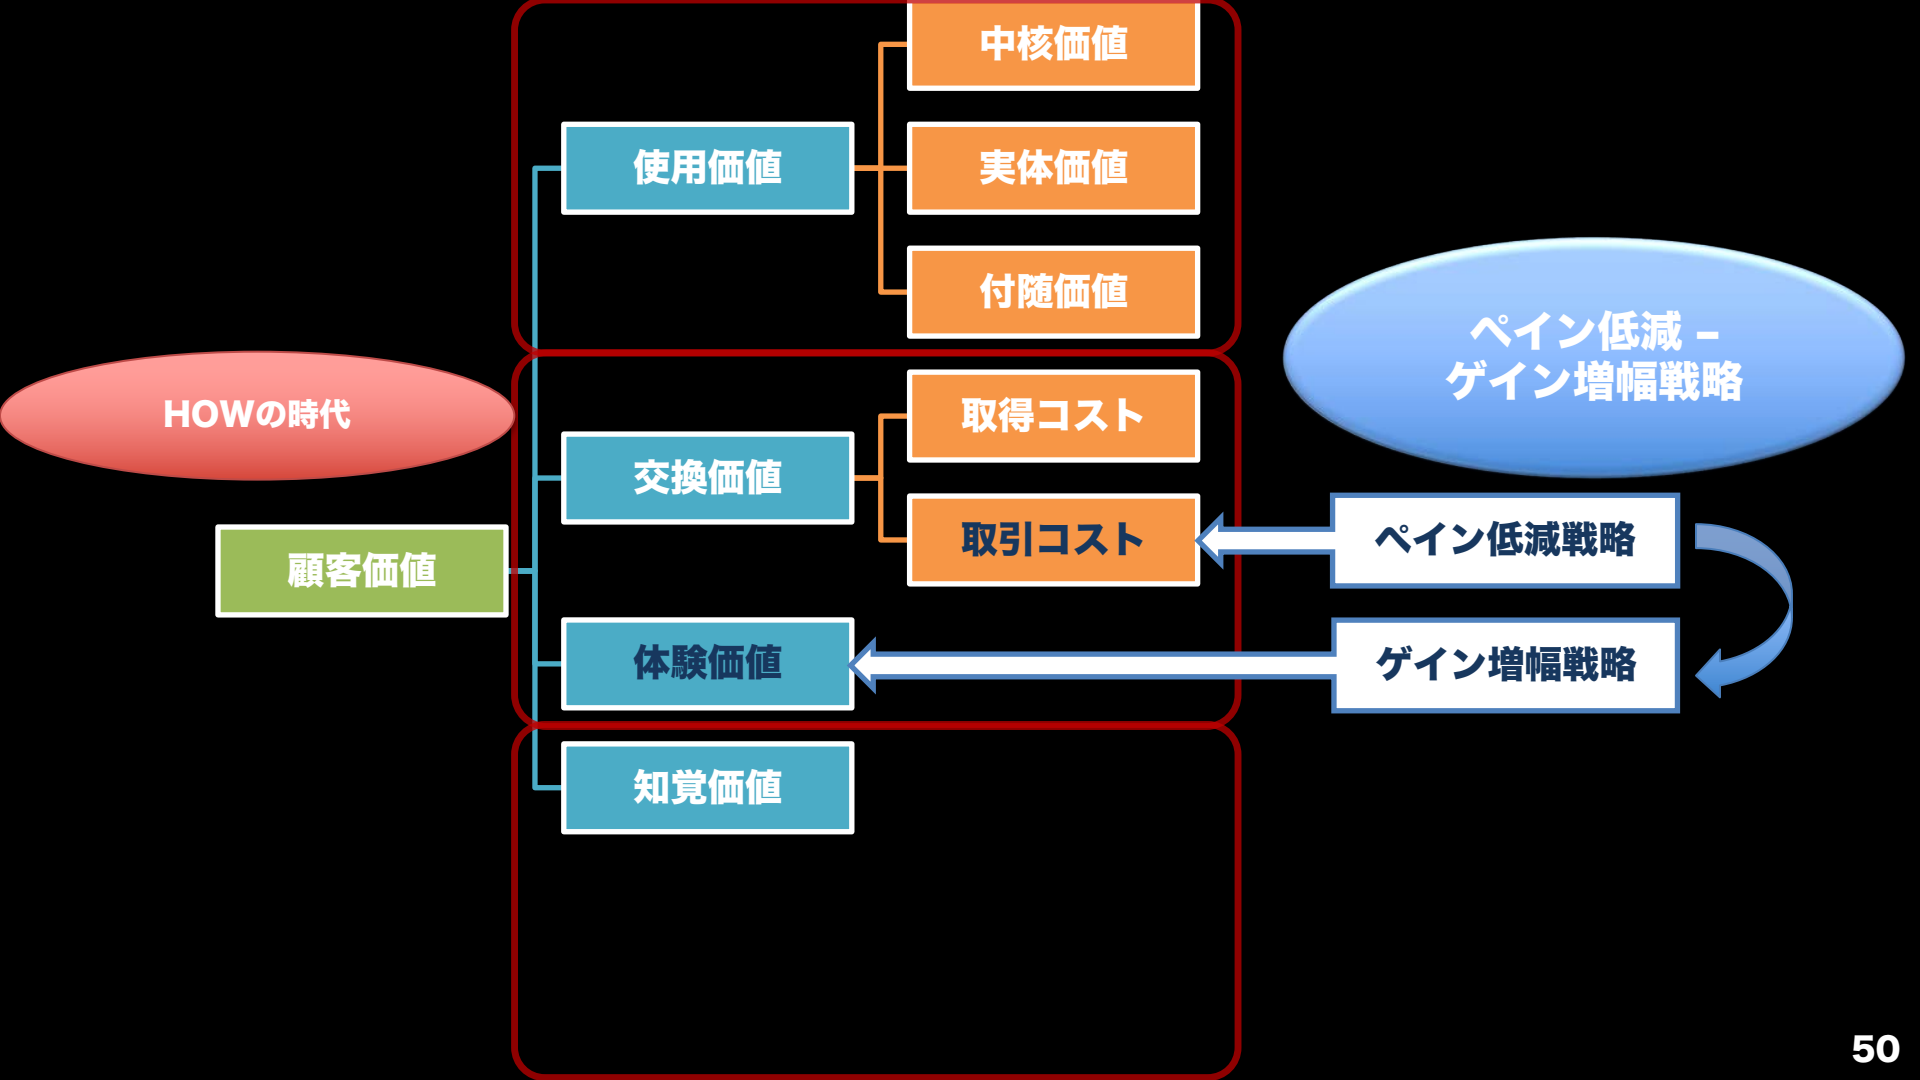 中核価値
使用価値
実体価値
付随価値
ペイン低減 –
ゲイン増幅戦略
HOWの時代
取得コスト
交換価値
取引コスト
ペイン低減戦略
顧客価値
体験価値
ゲイン増幅戦略
知覚価値
50